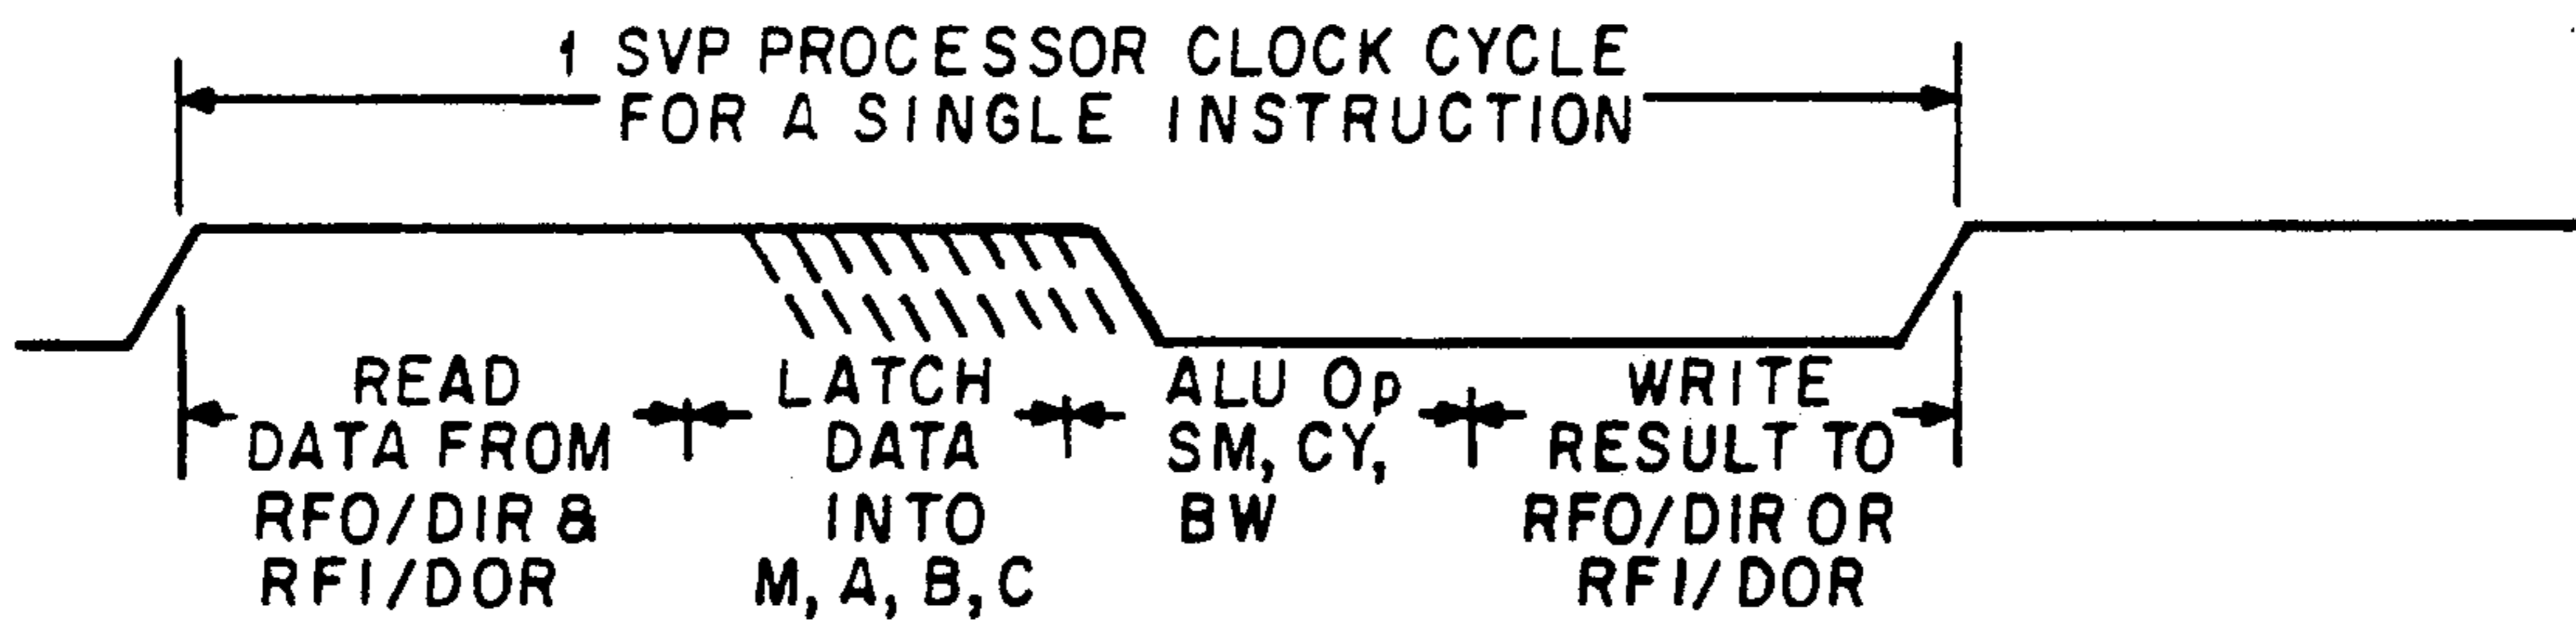 1 SVP PROCESSOR CLOCK CYCLE
FOR A SINGLE INSTRUCTION
READ
DATA FROM
RFO/DIR &
RFI/DOR
LATCH
DATA
INTO
M, A, B, C
ALU Op
SM, CY,
BW
WRITE
RESULT TO
RFO/DIR OR
RFI/DOR